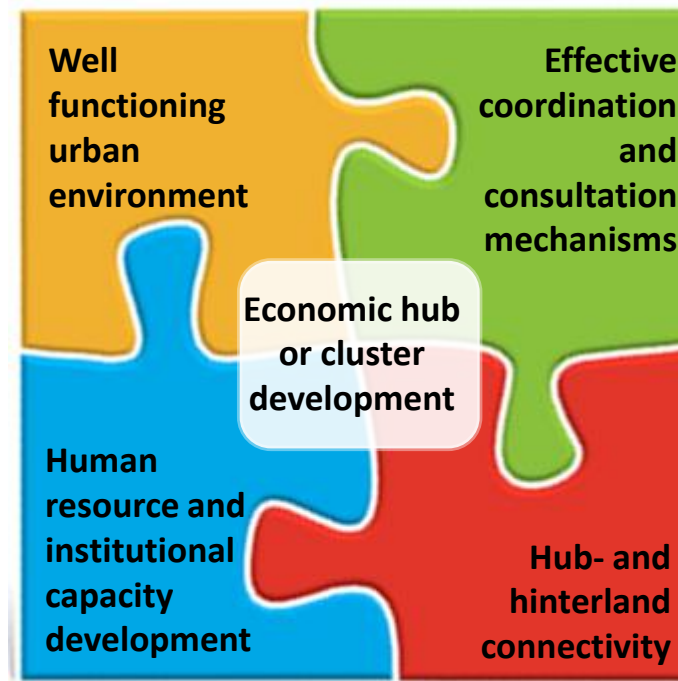 Well
functioning
urban
environment
Effective
coordination
and
consultation
mechanisms
Economic hub
or cluster
development
Human
resource and
institutional
capacity
development
Hub- and
hinterland
connectivity